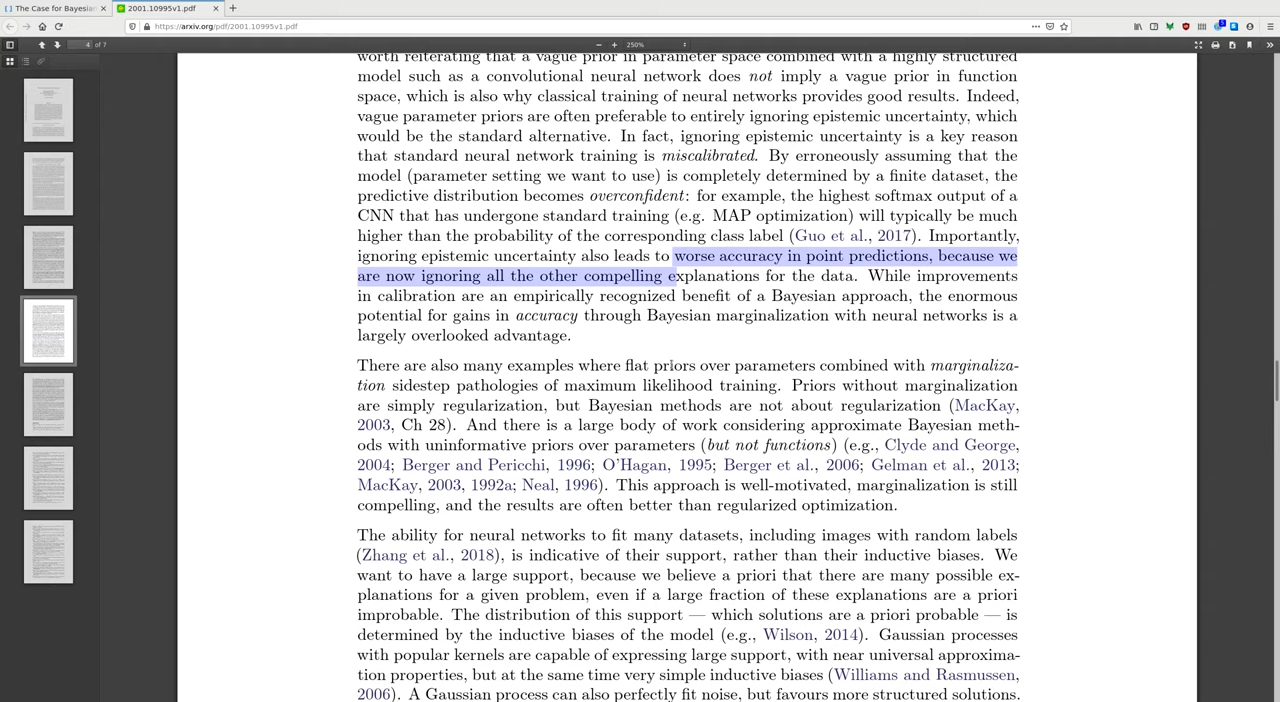 The Case for Bayesian
2001.10995v1.pdf
https://arxiv.org/pdf/2001.10995v1.pdf
4 of 7
250%
worth reiterating that a vague prior in parameter space combined with a highly structured
model such as a convolutional neural network does not imply a vague prior in function
space, which is also why classical training of neural networks provides good results. Indeed,
vague parameter priors are often preferable to entirely ignoring epistemic uncertainty, which
would be the standard alternative. In fact, ignoring epistemic uncertainty is a key reason
that standard neural network training is miscalibrated. By erroneously assuming that the
model (parameter setting we want to use) is completely determined by a finite dataset, the
predictive distribution becomes overconfident: for example, the highest softmax output of a
CNN that has undergone standard training (e.g. MAP optimization) will typically be much
higher than the probability of the corresponding class label (Guo et al., 2017). Importantly,
ignoring epistemic uncertainty also leads to worse accuracy in point predictions, because we
are now ignoring all the other compelling explanations for the data. While improvements
in calibration are an empirically recognized benefit of a Bayesian approach, the enormous
potential for gains in accuracy through Bayesian marginalization with neural networks is a
largely overlooked advantage.
There are also many examples where flat priors over parameters combined with marginaliza-
tion sidestep pathologies of maximum likelihood training. Priors without marginalization
are simply regularization, but Bayesian methods are not about regularization (MacKay,
2003, Ch 28). And there is a large body of work considering approximate Bayesian meth-
ods with uninformative priors over parameters (but not functions) (e.g., Clyde and George,
2004; Berger and Pericchi, 1996; O'Hagan, 1995; Berger et al., 2006; Gelman et al., 2013;
MacKay, 2003, 1992a; Neal, 1996). This approach is well-motivated, marginalization is still
compelling, and the results are often better than regularized optimization.
The ability for neural networks to fit many datasets, including images with random labels
(Zhang et al., 2018), is indicative of their support, rather than their inductive biases. We
want to have a large support, because we believe a priori that there are many possible ex-
planations for a given problem, even if a large fraction of these explanations are a priori
improbable. The distribution of this support — which solutions are a priori probable — is
determined by the inductive biases of the model (e.g., Wilson, 2014). Gaussian processes
with popular kernels are capable of expressing large support, with near universal approxima-
tion properties, but at the same time very simple inductive biases (Williams and Rasmussen,
2006). A Gaussian process can also perfectly fit noise, but favours more structured solutions.